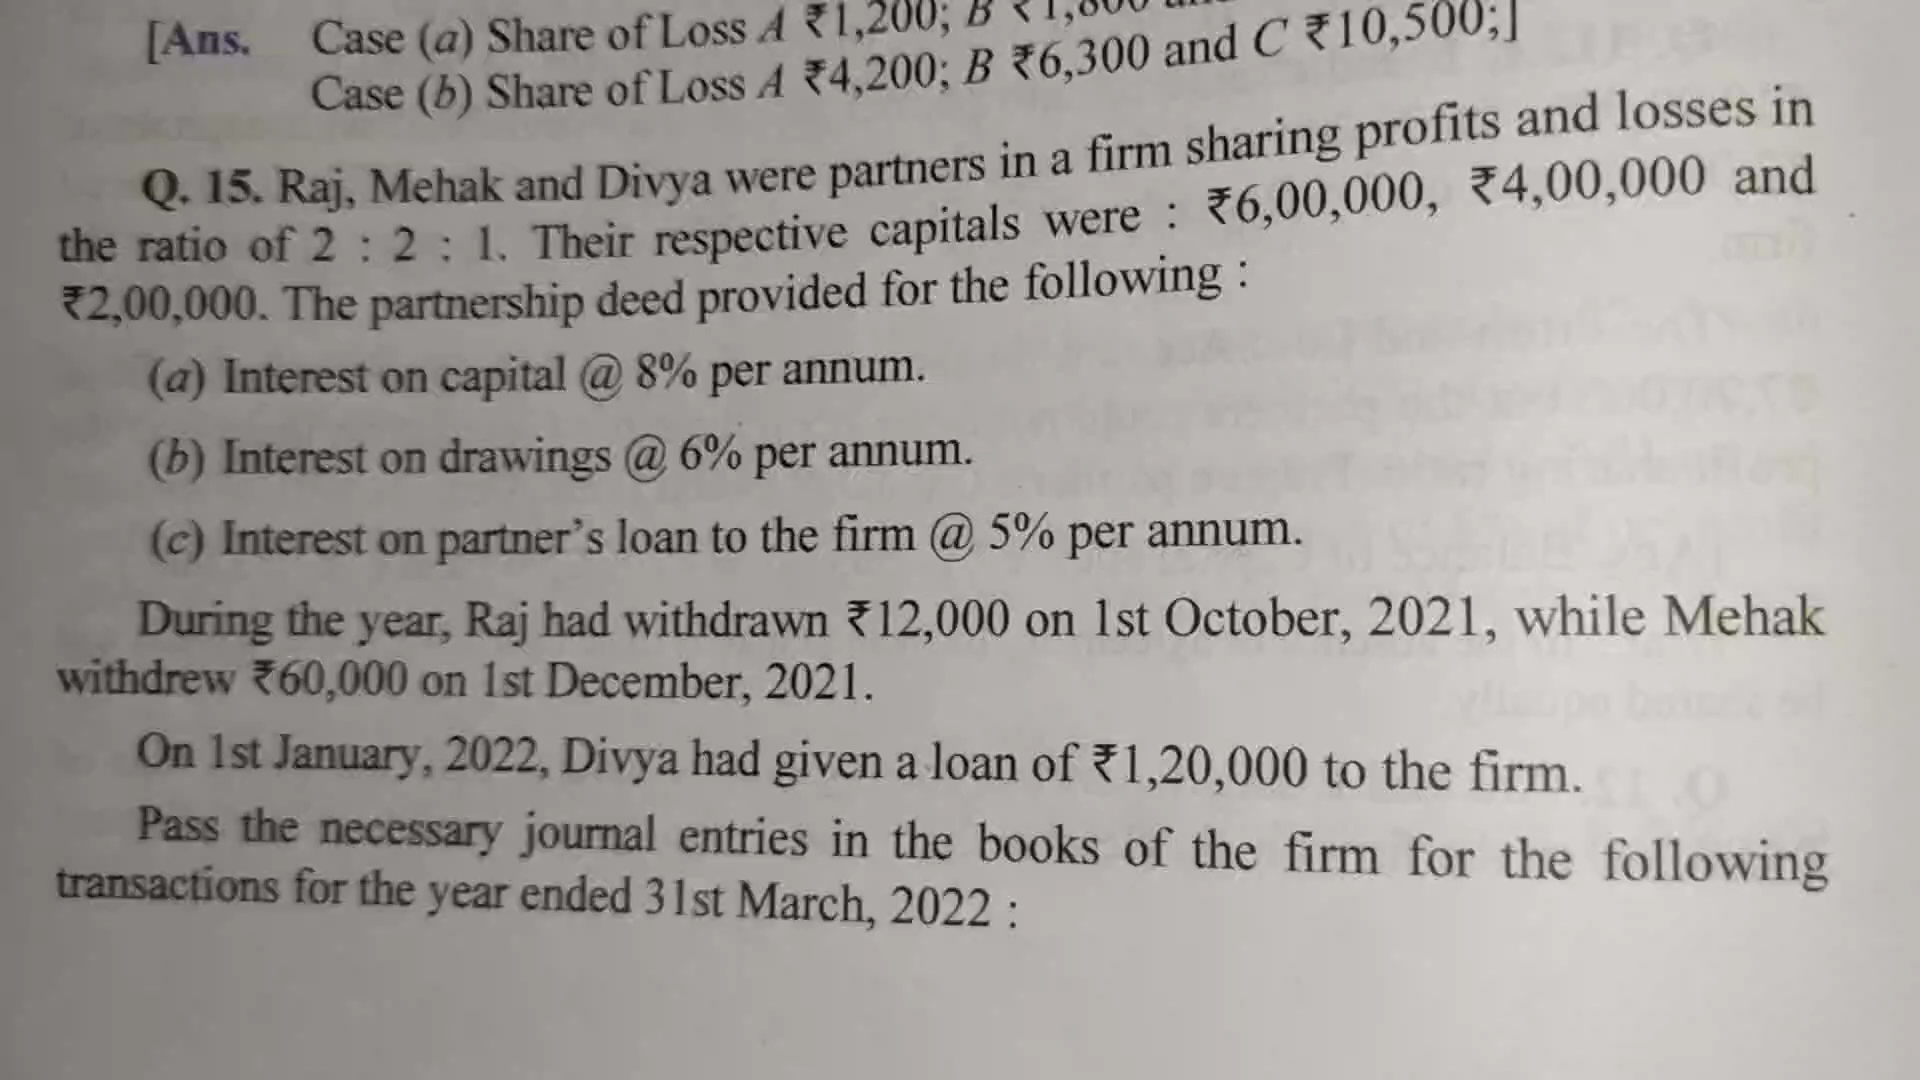 [Ans. Case (a) Share of Loss A ₹1,200; B ₹1,800
Case (b) Share of Loss A ₹4,200; B ₹6,300 and C ₹10,500;]
Q. 15. Raj, Mehak and Divya were partners in a firm sharing profits and losses in
the ratio of 2 : 2 : 1. Their respective capitals were : ₹6,00,000, ₹4,00,000 and
₹2,00,000. The partnership deed provided for the following :
(a) Interest on capital @ 8% per annum.
(b) Interest on drawings @ 6% per annum.
(c) Interest on partner's loan to the firm @ 5% per annum.
During the year, Raj had withdrawn ₹12,000 on 1st October, 2021, while Mehak
withdrew ₹60,000 on 1st December, 2021.
On 1st January, 2022, Divya had given a loan of ₹1,20,000 to the firm.
Pass the necessary journal entries in the books of the firm for the following
transactions for the year ended 31st March, 2022 :